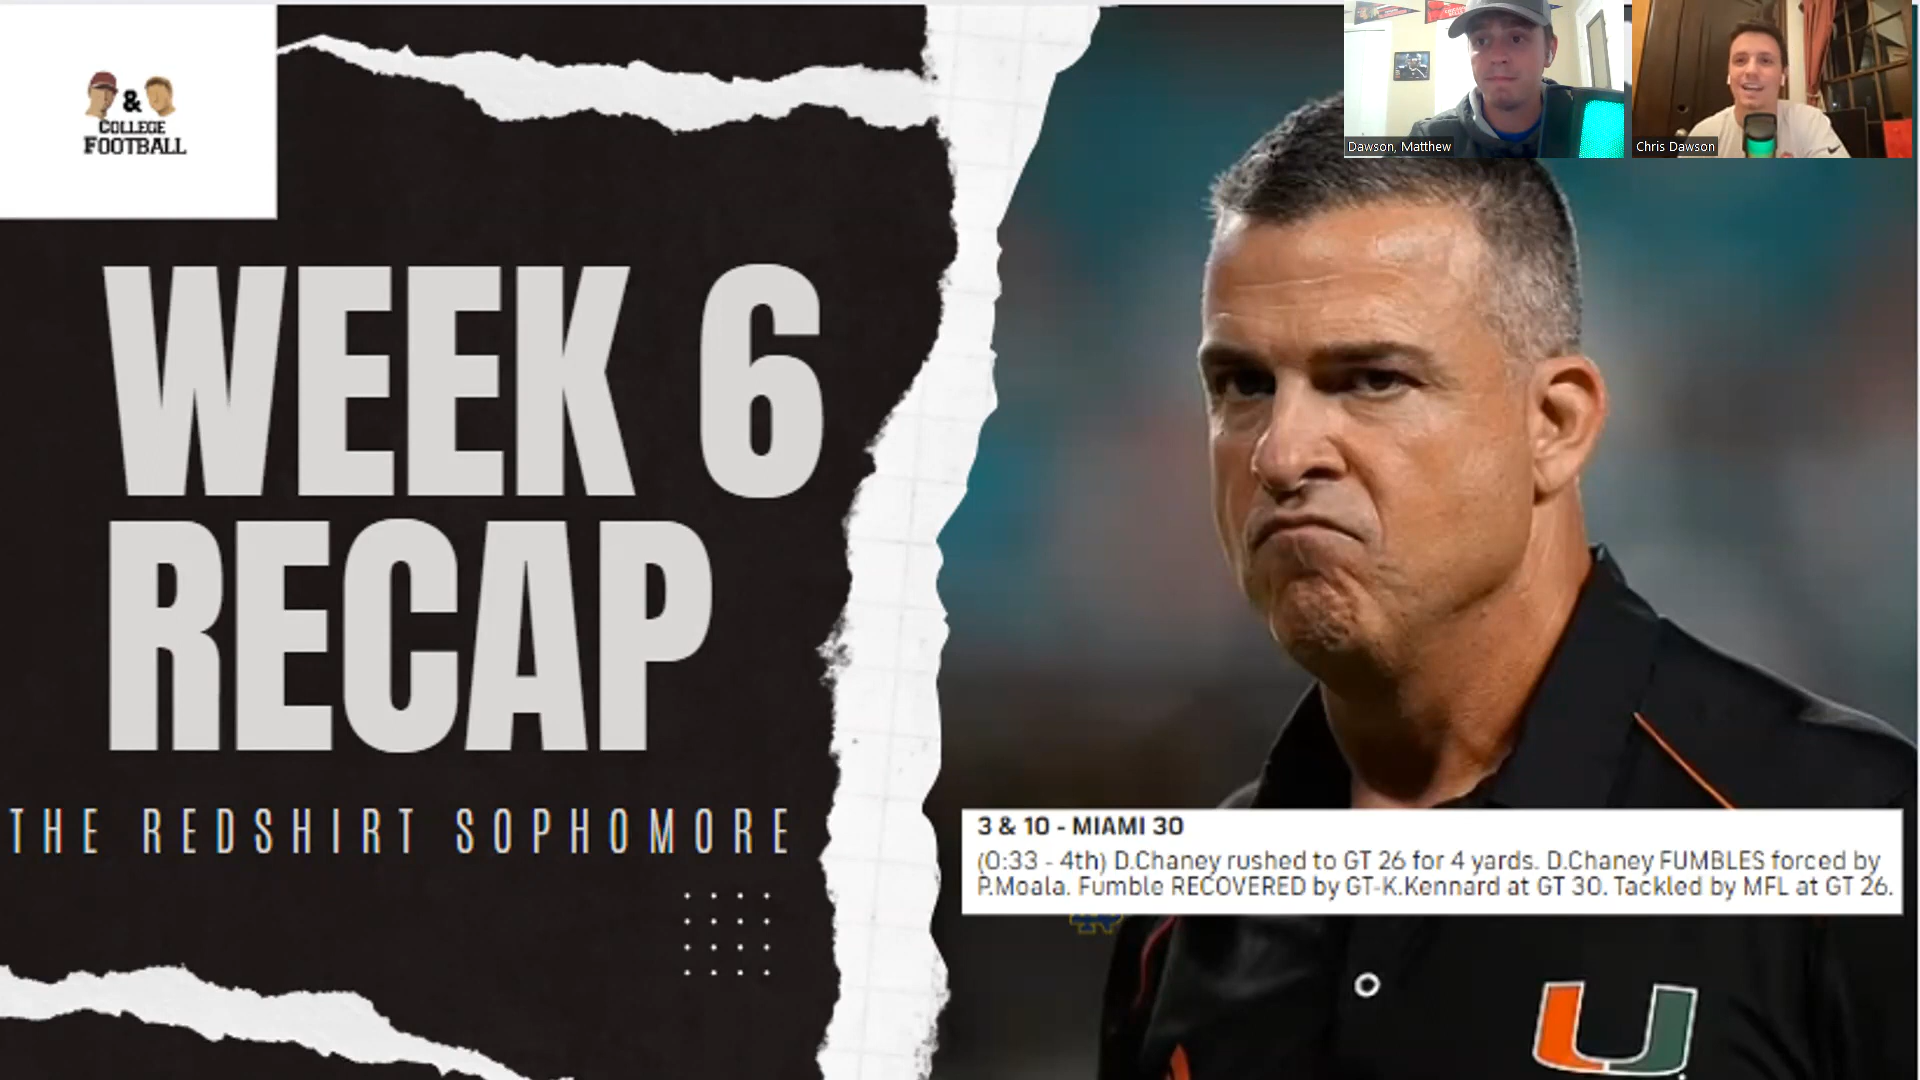 &
COLLEGE
FOOTBALL
WEEK 6
RECAP
THE REDSHIRT SOPHOMORE
Dawson, Matthew
Chris Dawson
3 & 10 - MIAMI 30
(0:33 - 4th) D.Chaney rushed to GT 26 for 4 yards. D.Chaney FUMBLES forced by
P.Moala. Fumble RECOVERED by GT-K.Kennard at GT 30. Tackled by MFL at GT 26.
U